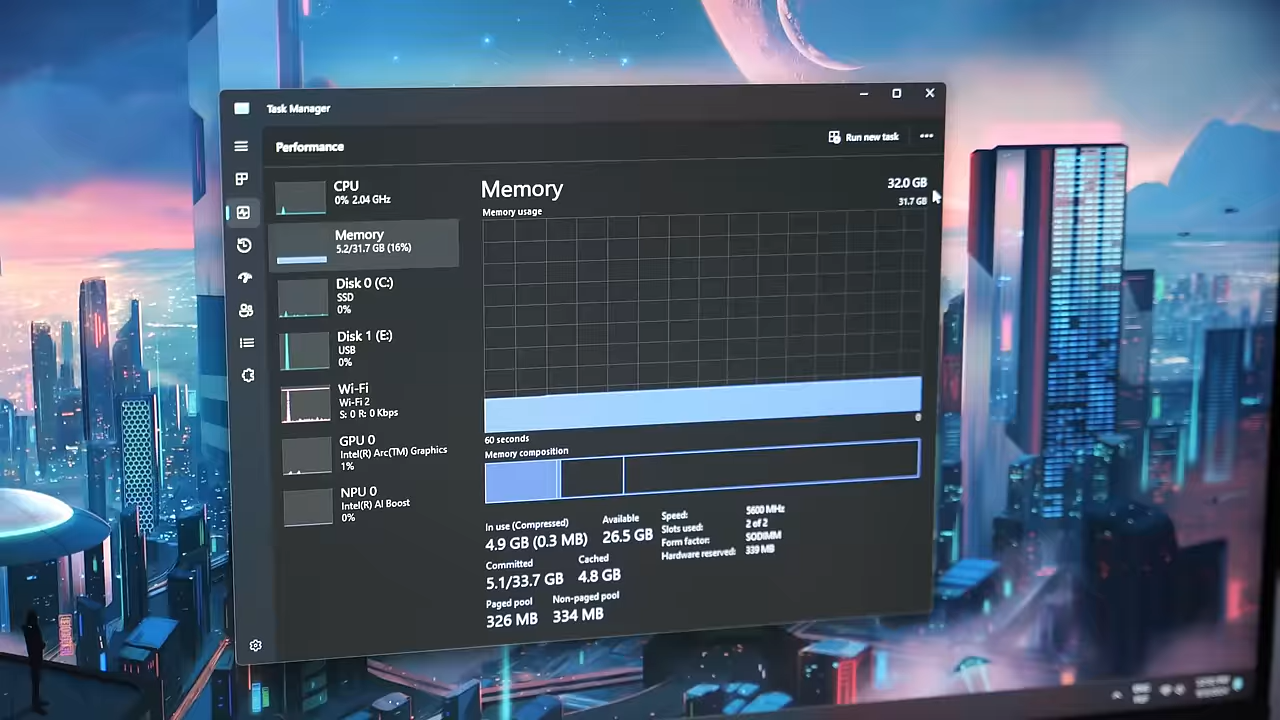 Task Manager
Performance
Run new task
CPU
0% 2.04 GHz
Memory
5.2/31.7 GB (16%)
Disk 0 (C:)
SSD
0%
Disk 1 (E:)
USB
0%
Wi-Fi
Wi-Fi 2
S: 0 R: 0 Kbps
GPU 0
Intel(R) Arc(TM) Graphics
1%
NPU 0
Intel(R) AI Boost
0%
Memory
32.0 GB
Memory usage
31.7 GB
60 seconds
0
Memory composition
In use (Compressed)
4.9 GB (0.3 MB)
Available
26.5 GB
Committed
5.1/33.7 GB
Cached
4.8 GB
Paged pool
326 MB
Non-paged pool
334 MB
Speed: 5600 MHz
Slots used: 2 of 2
Form factor: SODIMM
Hardware reserved: 339 MB